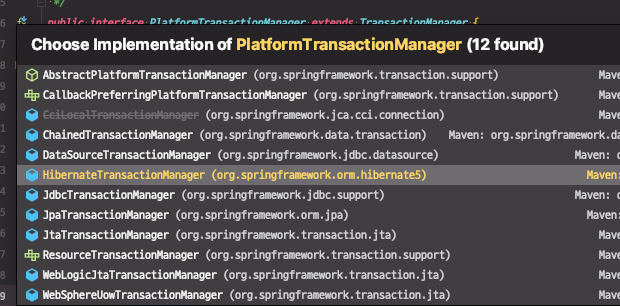 */
public interface PlatformTransactionManager extends TransactionManager {
Choose Implementation of PlatformTransactionManager (12 found)
AbstractPlatformTransactionManager (org.springframework.transaction.support) Mave
CallbackPreferringPlatformTransactionManager (org.springframework.transaction.support) Mave
CciLocalTransactionManager (org.springframework.jca.cci.connection)
ChainedTransactionManager (org.springframework.data.transaction) Maven: org.springframework.da
DataSourceTransactionManager (org.springframework.jdbc.datasource) Maven: o
HibernateTransactionManager (org.springframework.orm.hibernate5) Maven:
JdbcTransactionManager (org.springframework.jdbc.support) Maven: o
JpaTransactionManager (org.springframework.orm.jpa) Maven:
JtaTransactionManager (org.springframework.transaction.jta) Mave
ResourceTransactionManager (org.springframework.transaction.support) Mave
WebLogicJtaTransactionManager (org.springframework.transaction.jta) Mave
WebSphereUowTransactionManager (org.springframework.transaction.jta) Mave